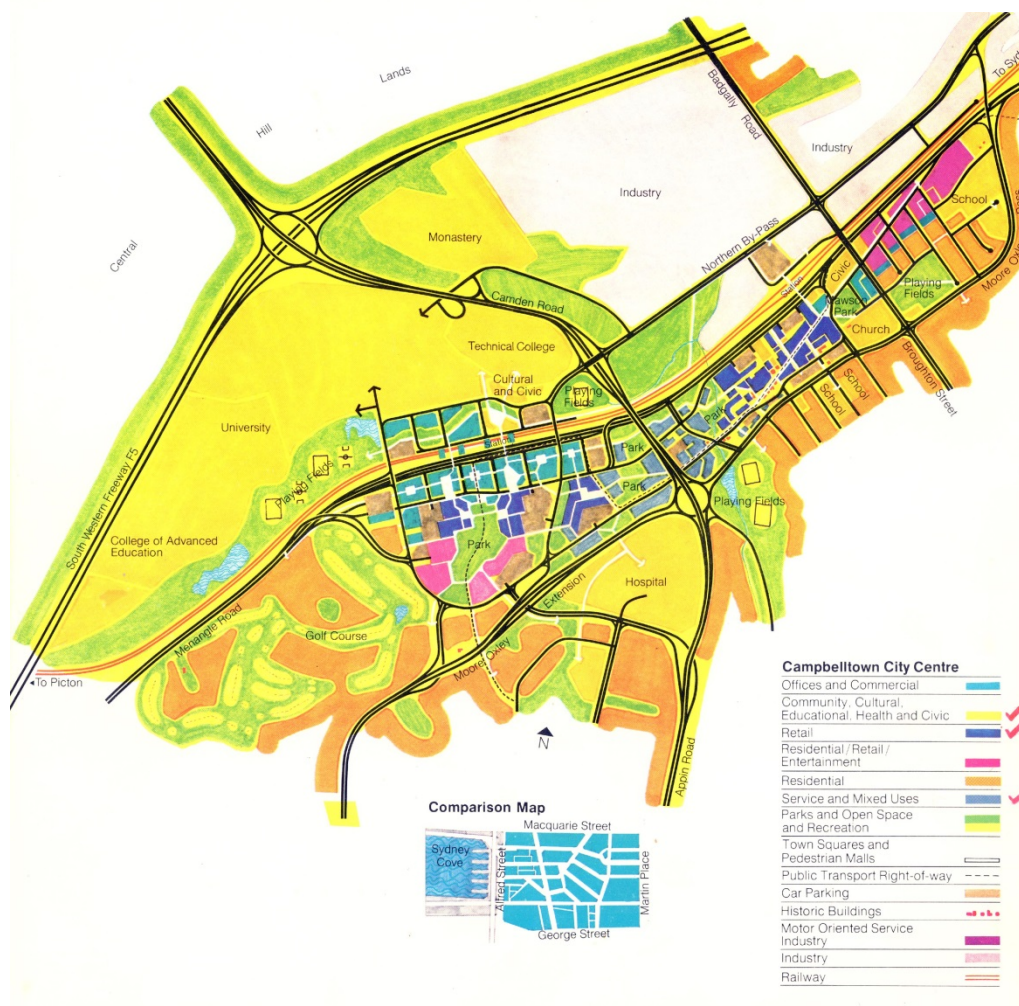 Lands
Hill
Central
Badgally Road
To Syd
Industry
Industry
School
Monastery
Northern By-Pass
Civic
Station
Playing
Fields
Moore Oxl
Pass
Mawson
Park
Church
Camden Road
Technical College
Cultural
and Civic
Playing
Fields
Broughton Street
School
School
Park
University
Station
Park
Park
Playing Fields
Playing Fields
South Western Freeway F5
College of Advanced
Education
Park
Hospital
Extension
Golf Course
Menangle Road
Moore Oxley
To Picton
N
Appin Road
Campbelltown City Centre
Offices and Commercial
Community, Cultural,
Educational, Health and Civic
Retail
Residential/Retail/
Entertainment
Residential
Service and Mixed Uses
Parks and Open Space
and Recreation
Town Squares and
Pedestrian Malls
Public Transport Right-of-way
Car Parking
Historic Buildings
Motor Oriented Service
Industry
Industry
Railway
Comparison Map
Macquarie Street
Sydney
Cove
Alfred Street
Martin Place
George Street